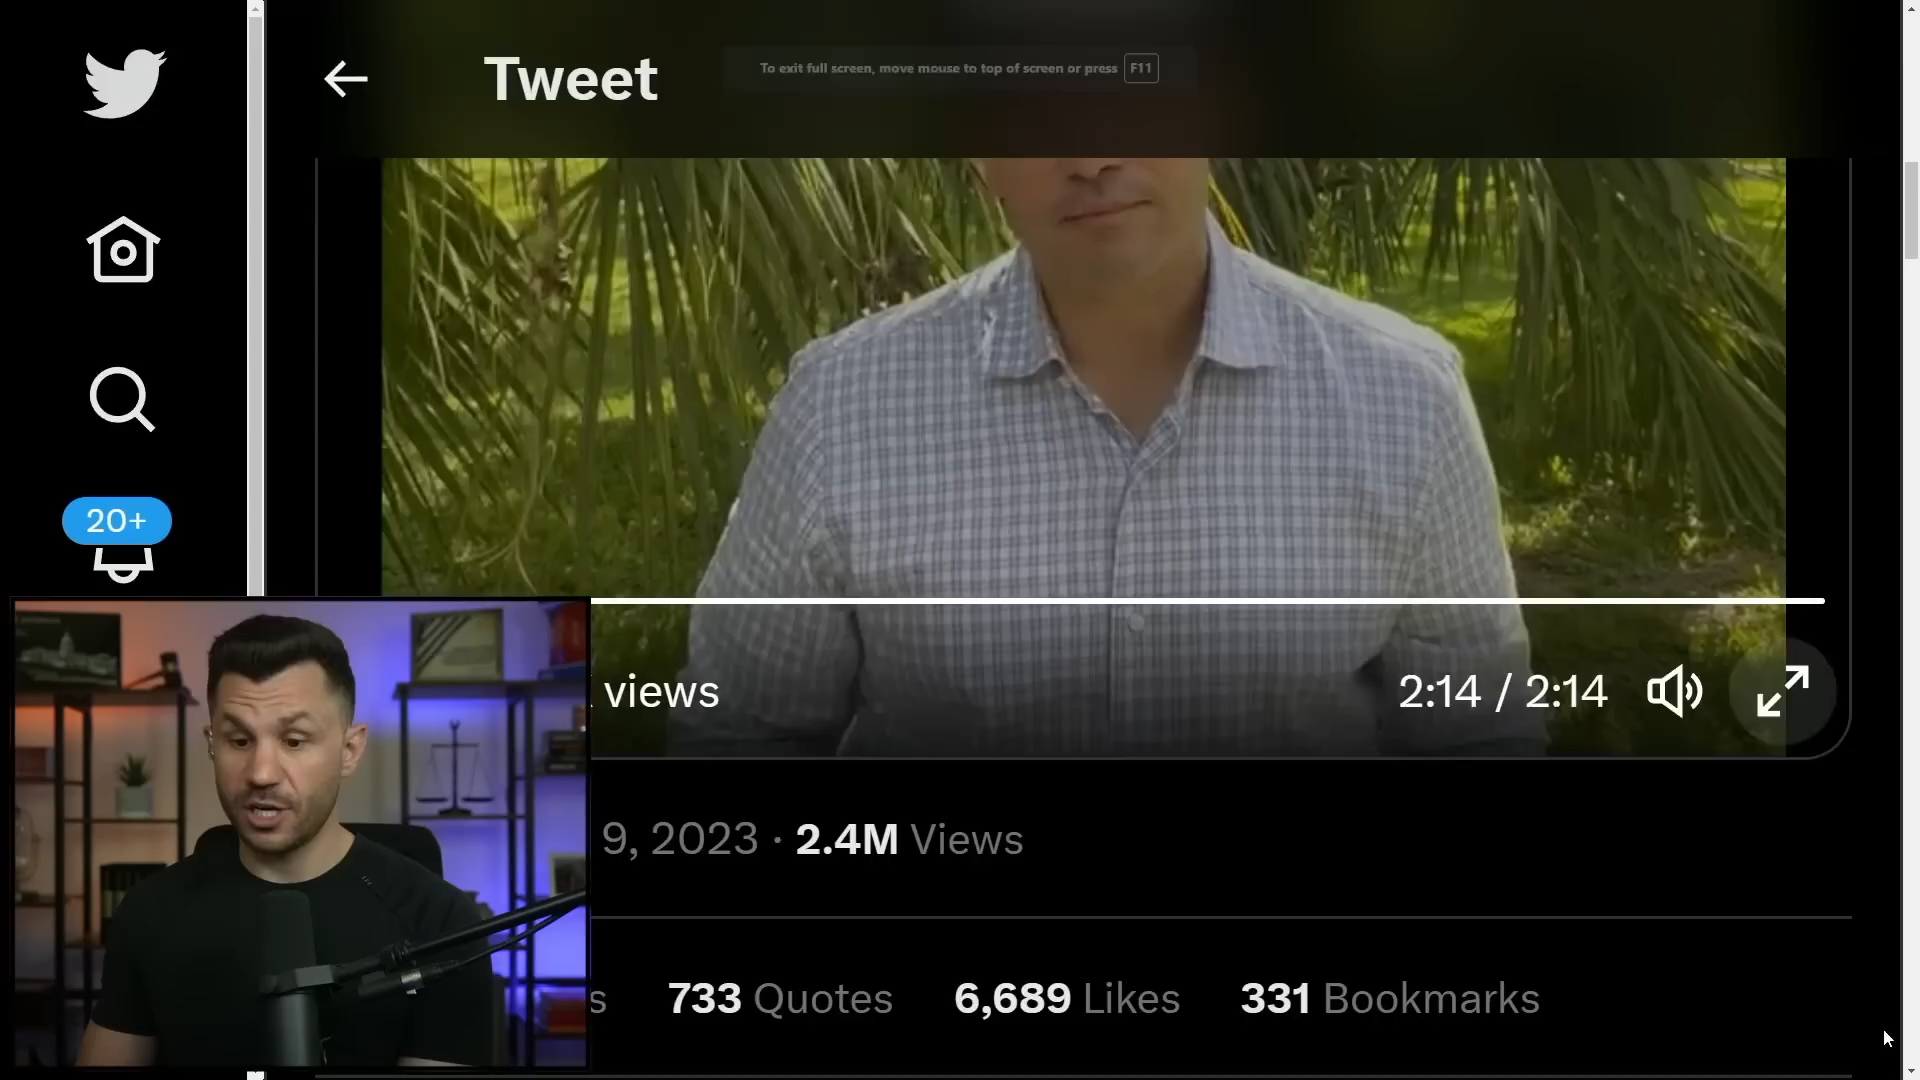 Tweet
To exit full screen, move mouse to top of screen or press F11
20+
views
2:14 / 2:14
9, 2023 · 2.4M Views
s 733 Quotes 6,689 Likes 331 Bookmarks